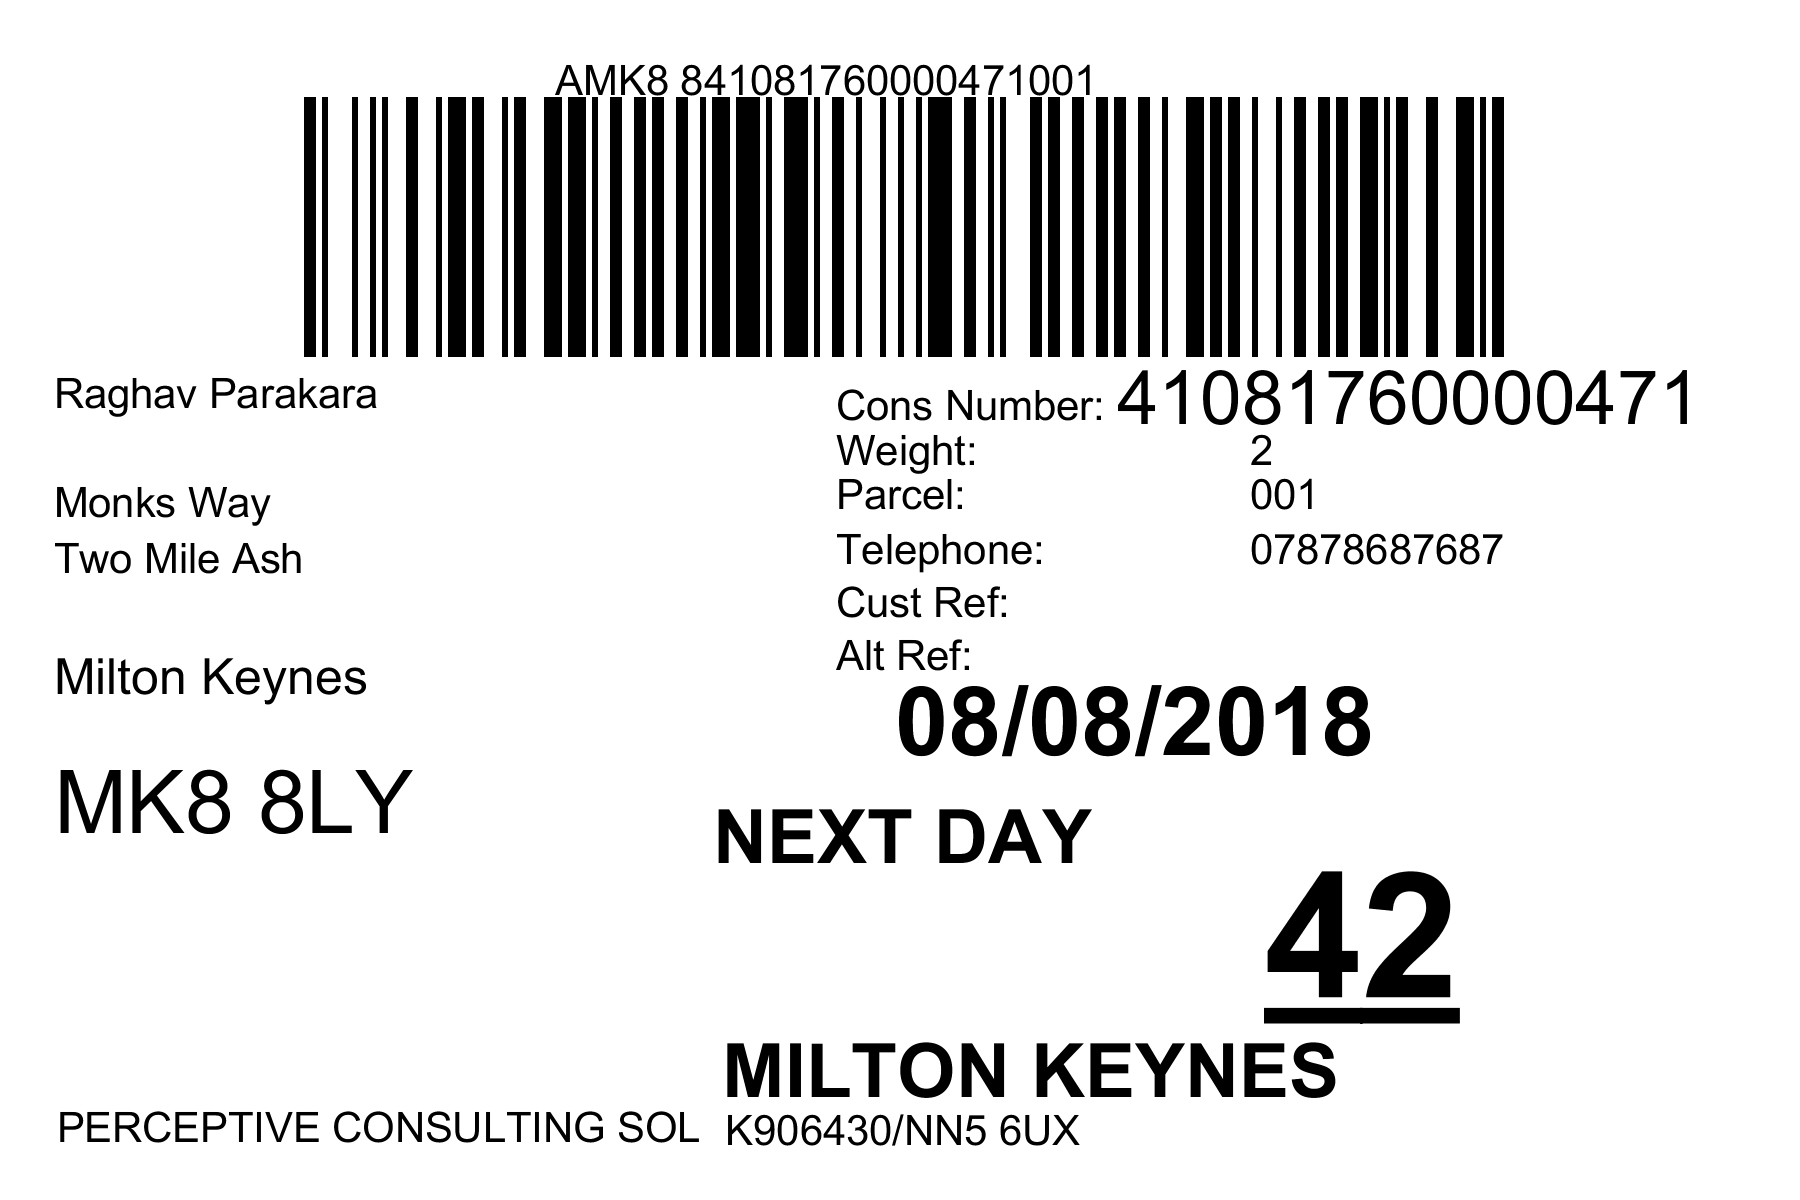 AMK8 841081760000471001
Raghav Parakara
Cons Number: 41081760000471
Weight: 2
Parcel: 001
Monks Way
Telephone: 07878687687
Two Mile Ash
Cust Ref:
Alt Ref:
Milton Keynes
08/08/2018
MK8 8LY
NEXT DAY
42
MILTON KEYNES
PERCEPTIVE CONSULTING SOL K906430/NN5 6UX